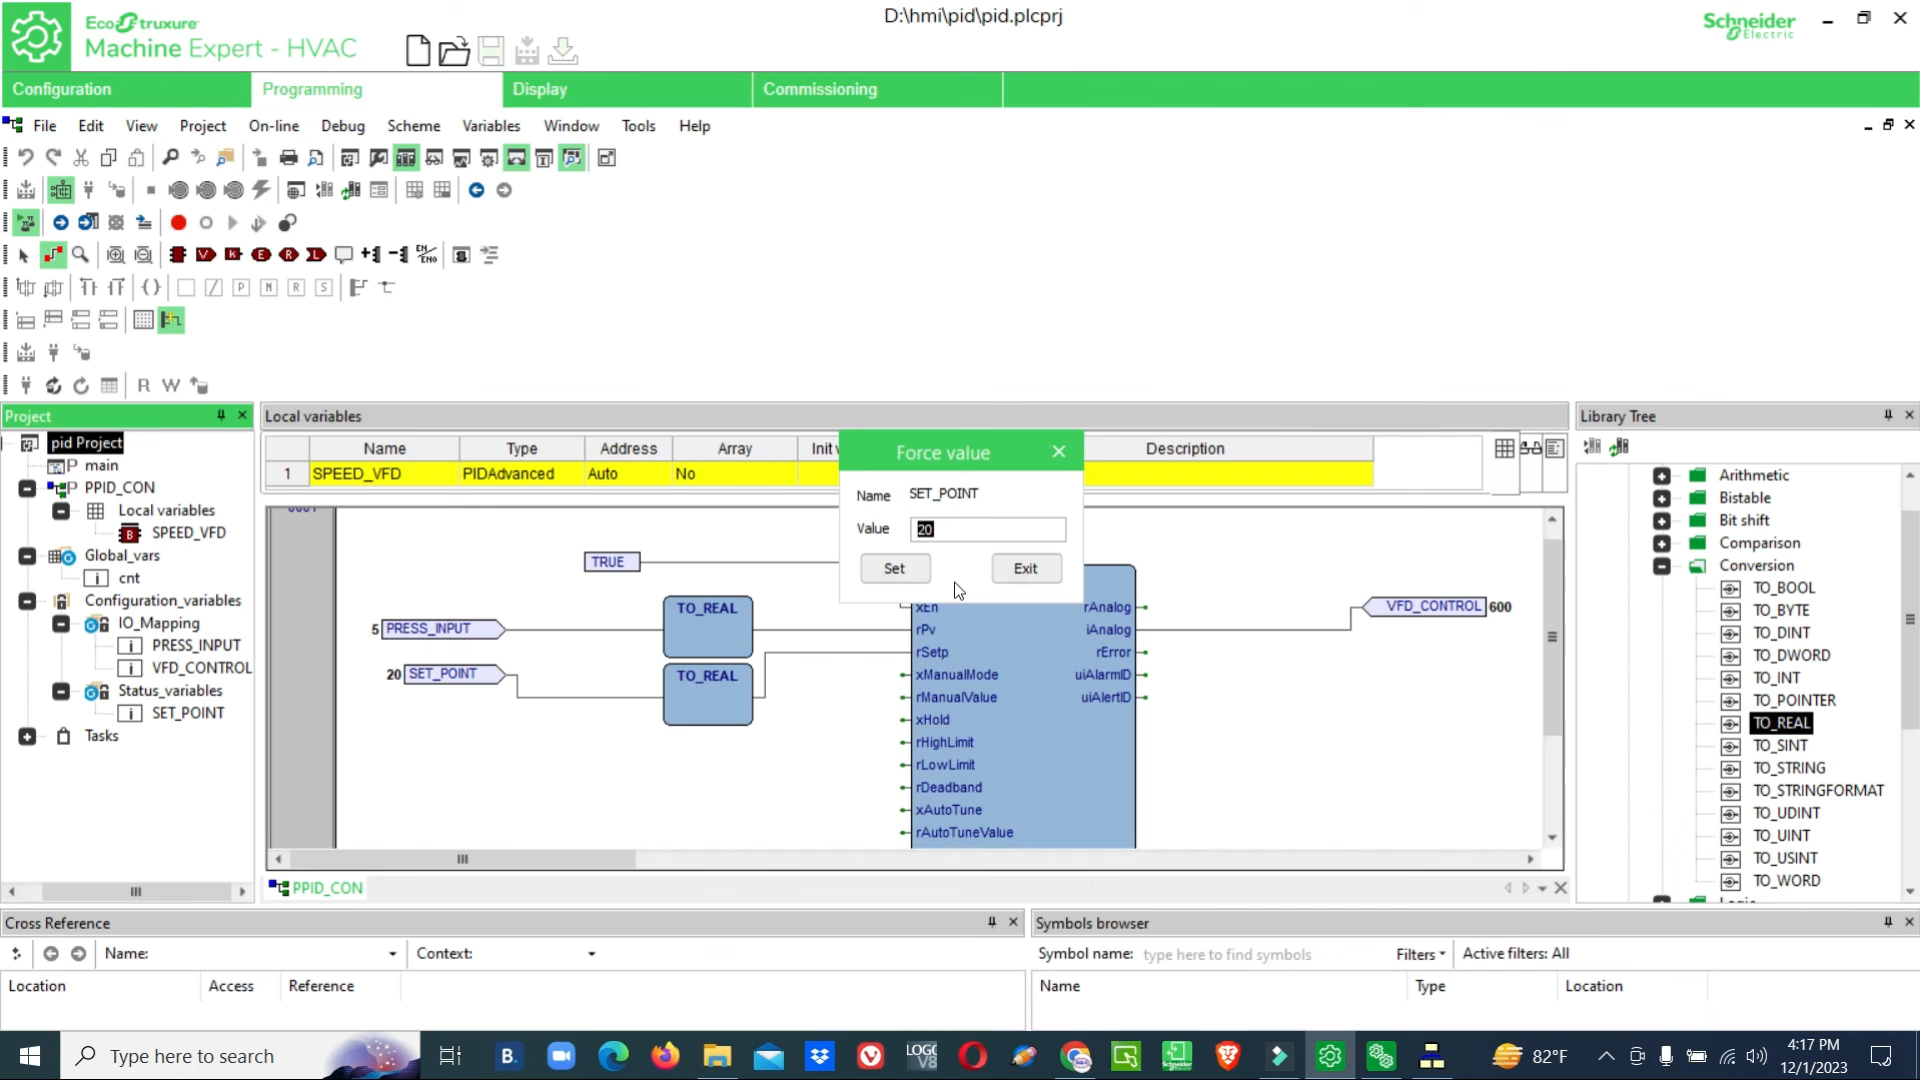 D:\hmi\pid\pid.plcprj
EcoStruxure
Machine Expert - HVAC
Schneider
Electric
Configuration
Programming
Display
Commissioning
File Edit View Project On-line Debug Scheme Variables Window Tools Help
R W
Project
pid Project
main
PPID_CON
Local variables
SPEED_VFD
Global_vars
cnt
Configuration_variables
IO_Mapping
PRESS_INPUT
VFD_CONTROL
Status_variables
SET_POINT
Tasks
Local variables
Name Type Address Array Init Description
1 SPEED_VFD PIDAdvanced Auto No
Force value
Name SET_POINT
Value 20
Set Exit
TRUE
TO_REAL
5 PRESS_INPUT
20 SET_POINT
TO_REAL
xEn
rPv
rSetp
xManualMode
rManualValue
xHold
rHighLimit
rLowLimit
rDeadband
xAutoTune
rAutoTuneValue
rAnalog
iAnalog
rError
uiAlarmID
uiAlertID
VFD_CONTROL 600
PPID_CON
Library Tree
Arithmetic
Bistable
Bit shift
Comparison
Conversion
TO_BOOL
TO_BYTE
TO_DINT
TO_DWORD
TO_INT
TO_POINTER
TO_REAL
TO_SINT
TO_STRING
TO_STRINGFORMAT
TO_UDINT
TO_UINT
TO_USINT
TO_WORD
Cross Reference
Name: Context:
Location Access Reference
Symbols browser
Symbol name: type here to find symbols Filters Active filters: All
Name Type Location
Type here to search
82°F
4:17 PM
12/1/2023